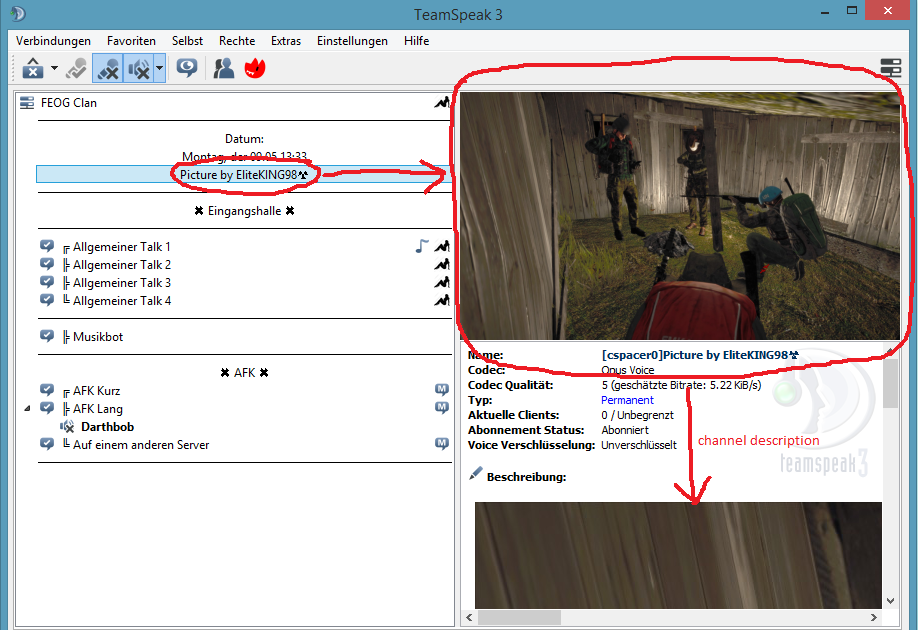 TeamSpeak 3
Verbindungen Favoriten Selbst Rechte Extras Einstellungen Hilfe
FEOG Clan
Datum:
Montag, der 09.05 13:33
Picture by EliteKING98
Eingangshalle
Allgemeiner Talk 1
Allgemeiner Talk 2
Allgemeiner Talk 3
Allgemeiner Talk 4
Musikbot
AFK
AFK Kurz
M
AFK Lang
M
Darthbob
Auf einem anderen Server
M
Name: [cspacer0]Picture by EliteKING98
Codec: Opus Voice
Codec Qualität: 5 (geschätzte Bitrate: 5.22 KiB/s)
Typ: Permanent
Aktuelle Clients: 0 / Unbegrenzt
Abonnement Status: Abonniert
Voice Verschlüsselung: Unverschlüsselt
channel description
teamspeak3
Beschreibung: